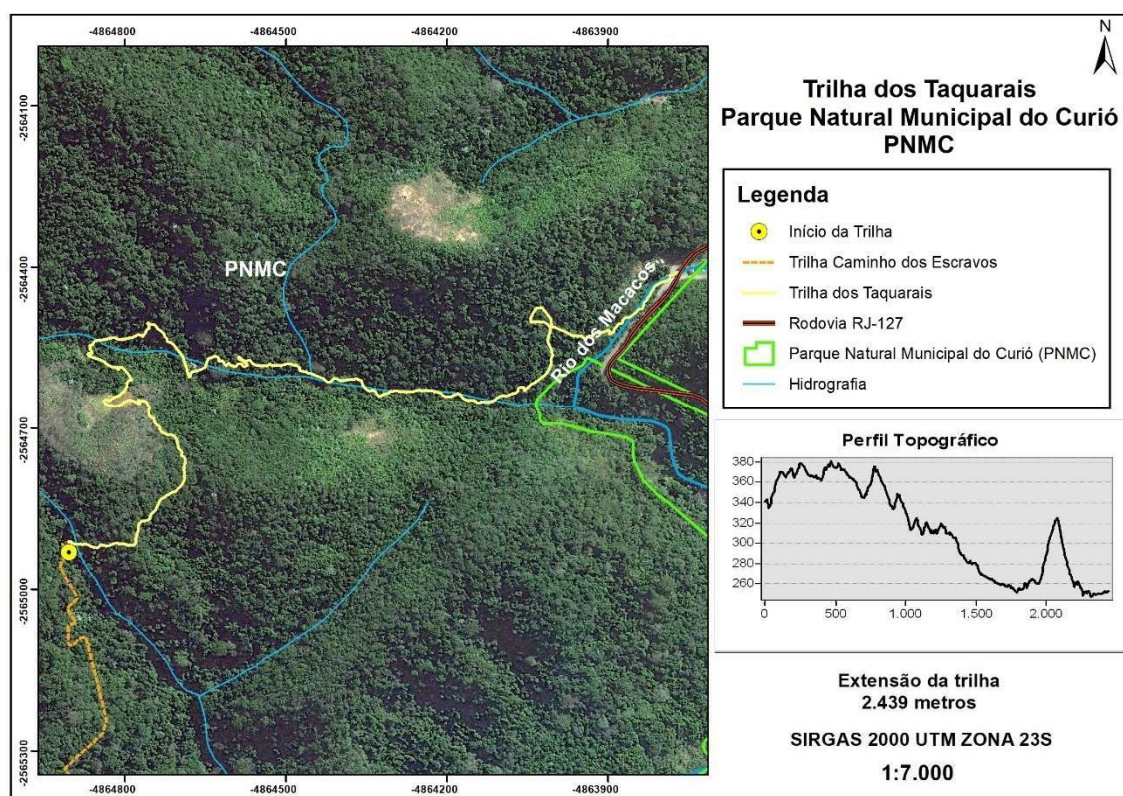 -4864800 -4864500 -4864200 -4863900
-2564100
-2564400
-2564700
-2565000
-2565300
PNMC
Rio dos Macacos
-4864800 -4864500 -4864200 -4863900
N
Trilha dos Taquarais
Parque Natural Municipal do Curió
PNMC
Legenda
Início da Trilha
Trilha Caminho dos Escravos
Trilha dos Taquarais
Rodovia RJ-127
Parque Natural Municipal do Curió (PNMC)
Hidrografia
Perfil Topográfico
380
360
340
320
300
280
260
0 500 1.000 1.500 2.000
Extensão da trilha
2.439 metros
SIRGAS 2000 UTM ZONA 23S
1:7.000